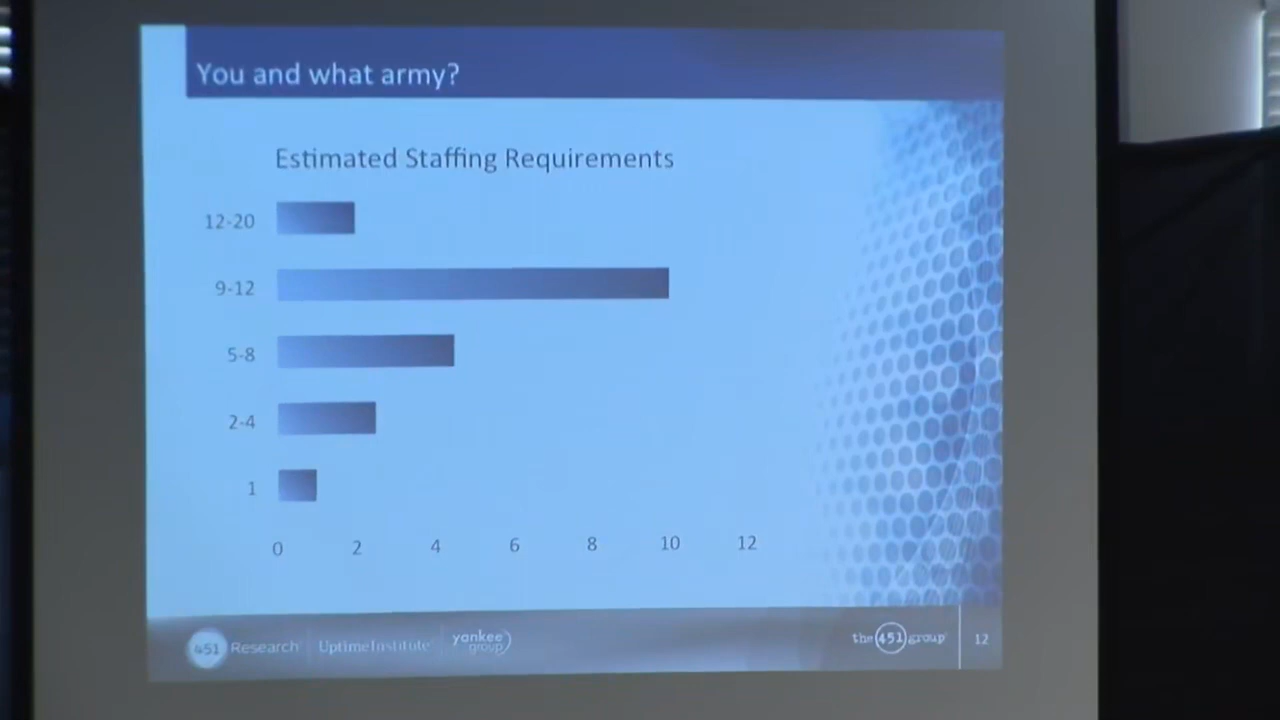 You and what army?
Estimated Staffing Requirements
12-20
9-12
5-8
2-4
1
0 2 4 6 8 10 12
451 Research UptimeInstitute yankee group the 451 group 12